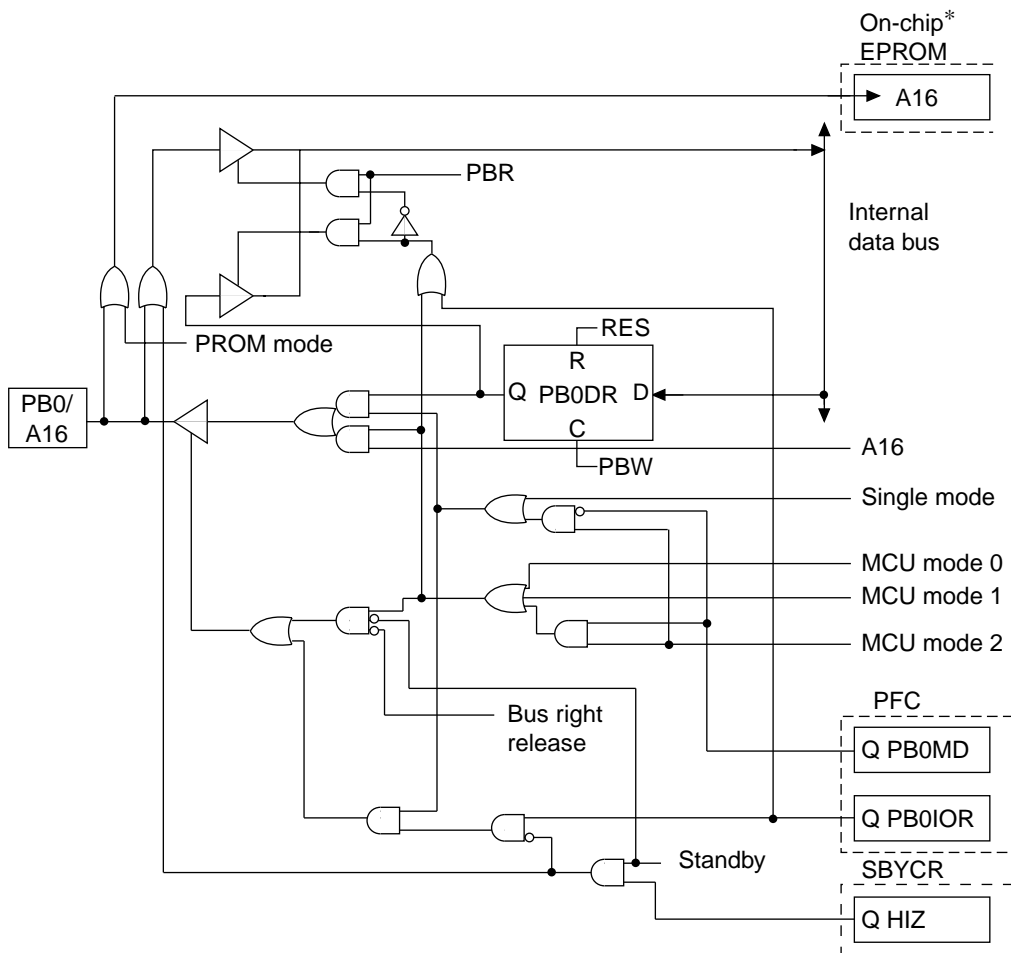 On-chip*
EPROM
A16
PBR
Internal
data bus
PROM mode
RES
R
Q PB0DR D
C
PBW
PB0/
A16
A16
Single mode
MCU mode 0
MCU mode 1
MCU mode 2
Bus right
release
PFC
Q PB0MD
Q PB0IOR
Standby
SBYCR
Q HIZ